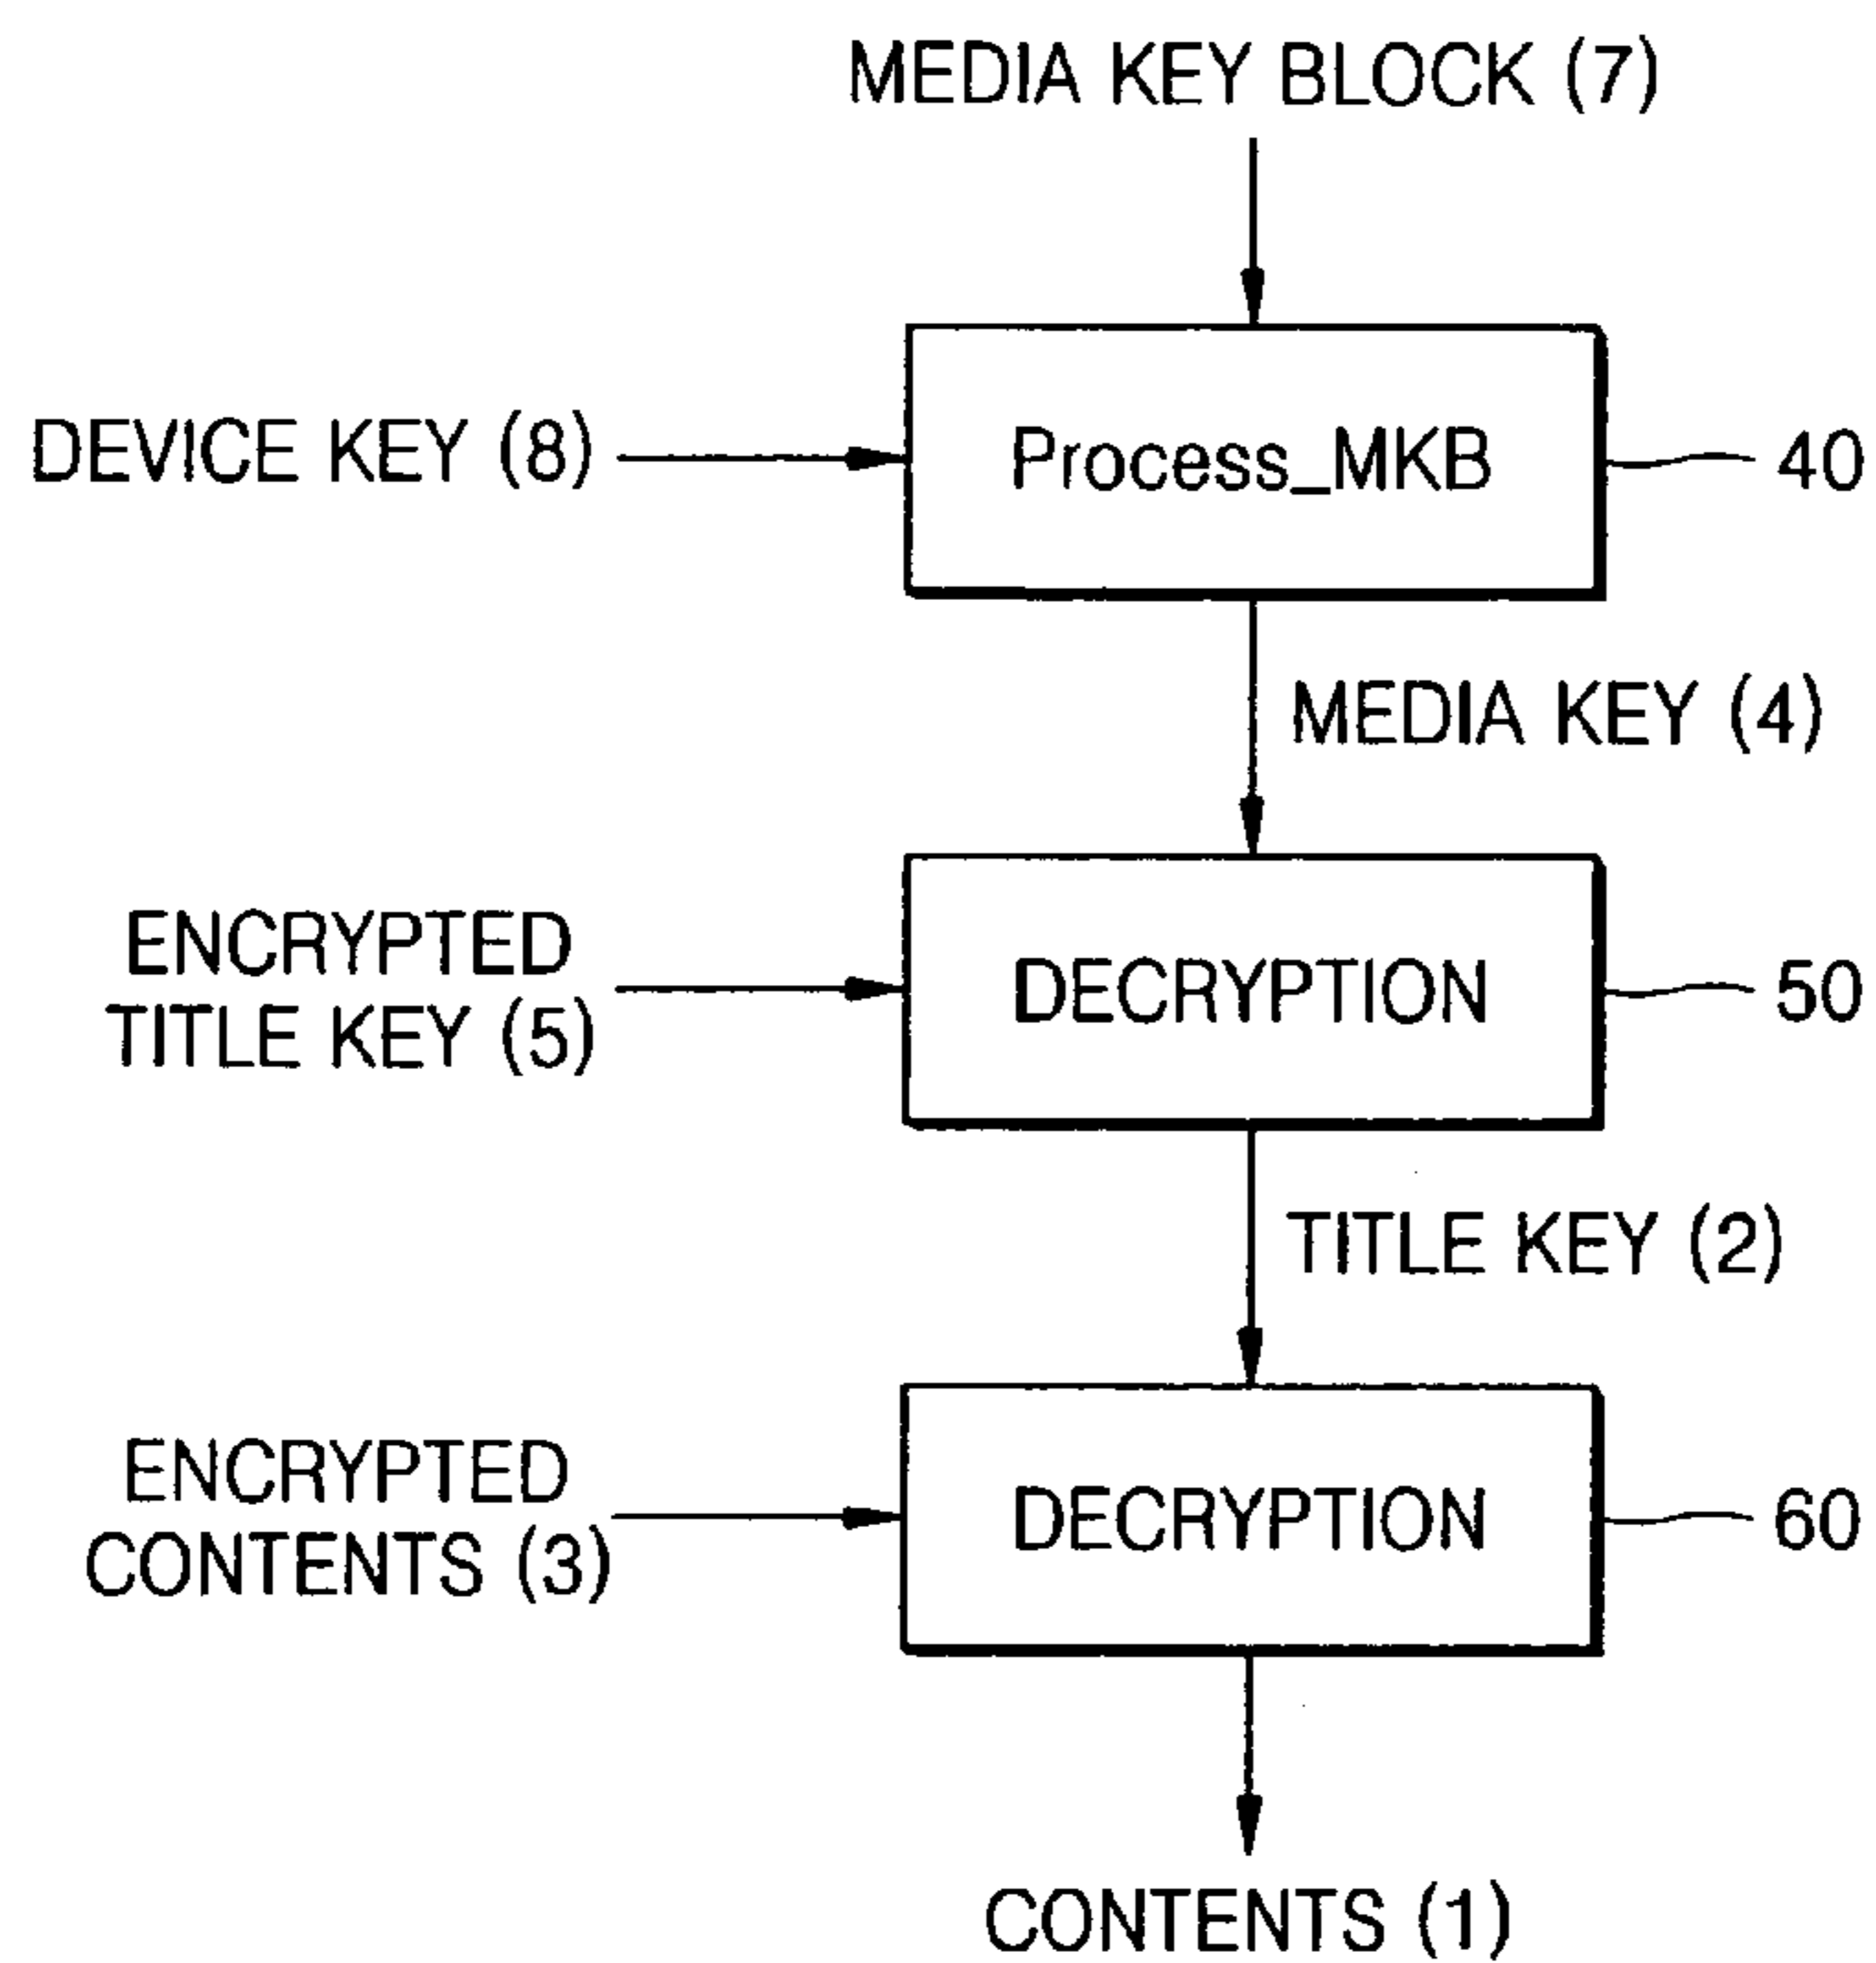 MEDIA KEY BLOCK (7)
DEVICE KEY (8)
Process_MKB
40
MEDIA KEY (4)
ENCRYPTED
TITLE KEY (5)
DECRYPTION
50
TITLE KEY (2)
ENCRYPTED
CONTENTS (3)
DECRYPTION
60
CONTENTS (1)